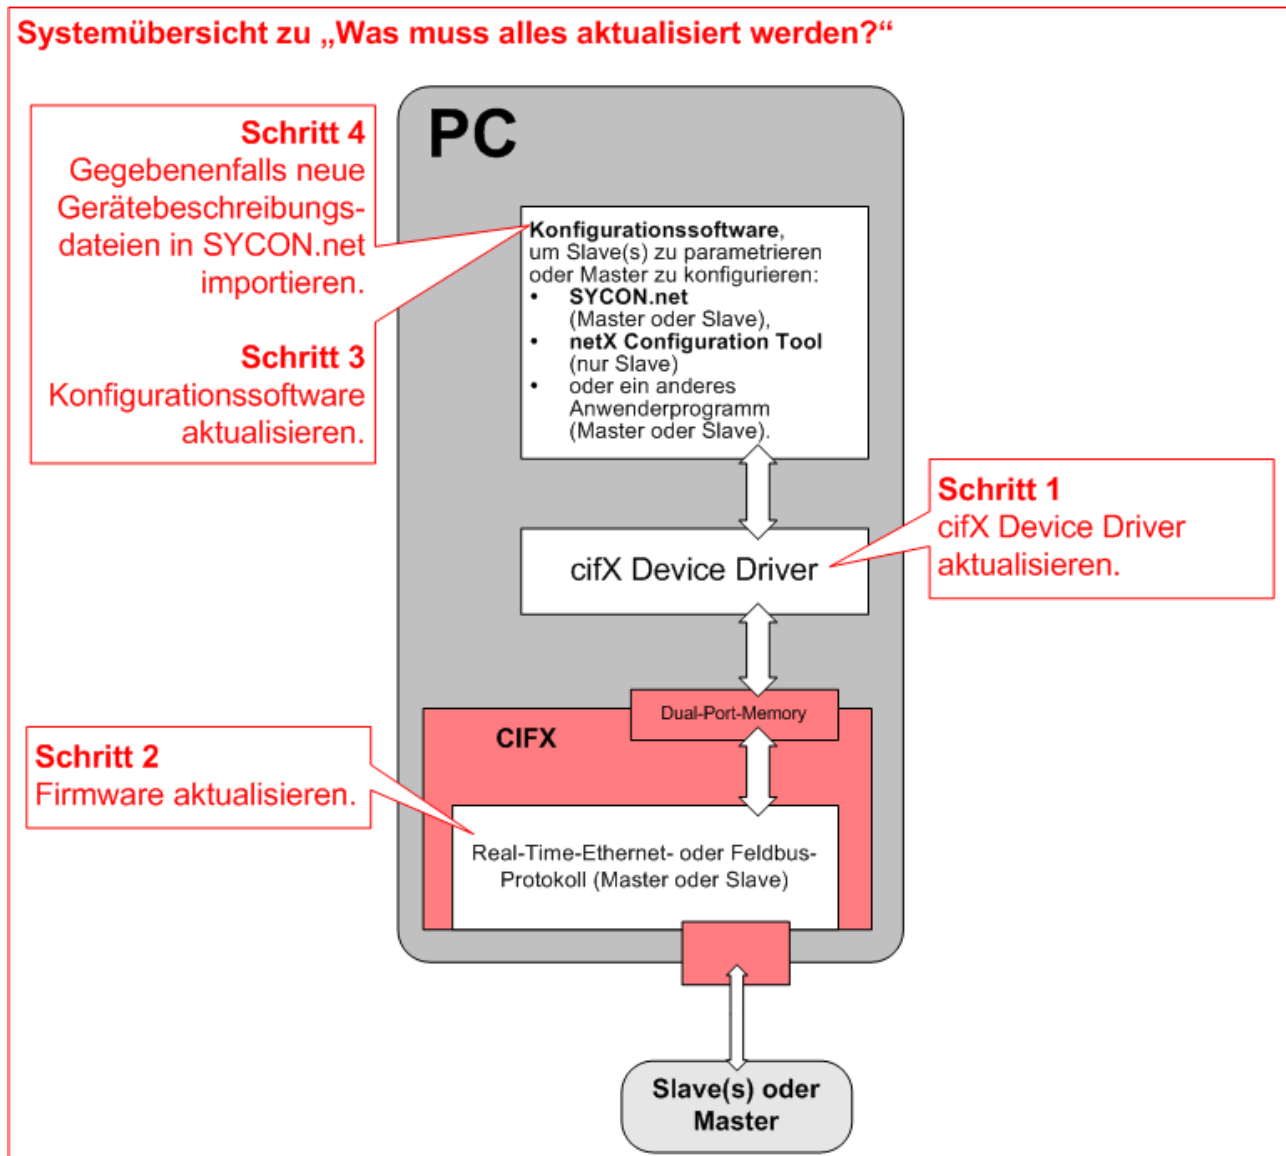 Systemübersicht zu „Was muss alles aktualisiert werden?“
PC
Schritt 4
Gegebenenfalls neue
Gerätebeschreibungs-
dateien in SYCON.net
importieren.
Schritt 3
Konfigurationssoftware
aktualisieren.
Konfigurationssoftware,
um Slave(s) zu parametrieren
oder Master zu konfigurieren:
• SYCON.net
(Master oder Slave),
• netX Configuration Tool
(nur Slave)
• oder ein anderes
Anwenderprogramm
(Master oder Slave).
Schritt 1
cifX Device Driver
aktualisieren.
cifX Device Driver
Dual-Port-Memory
CIFX
Schritt 2
Firmware aktualisieren.
Real-Time-Ethernet- oder Feldbus-
Protokoll (Master oder Slave)
Slave(s) oder
Master